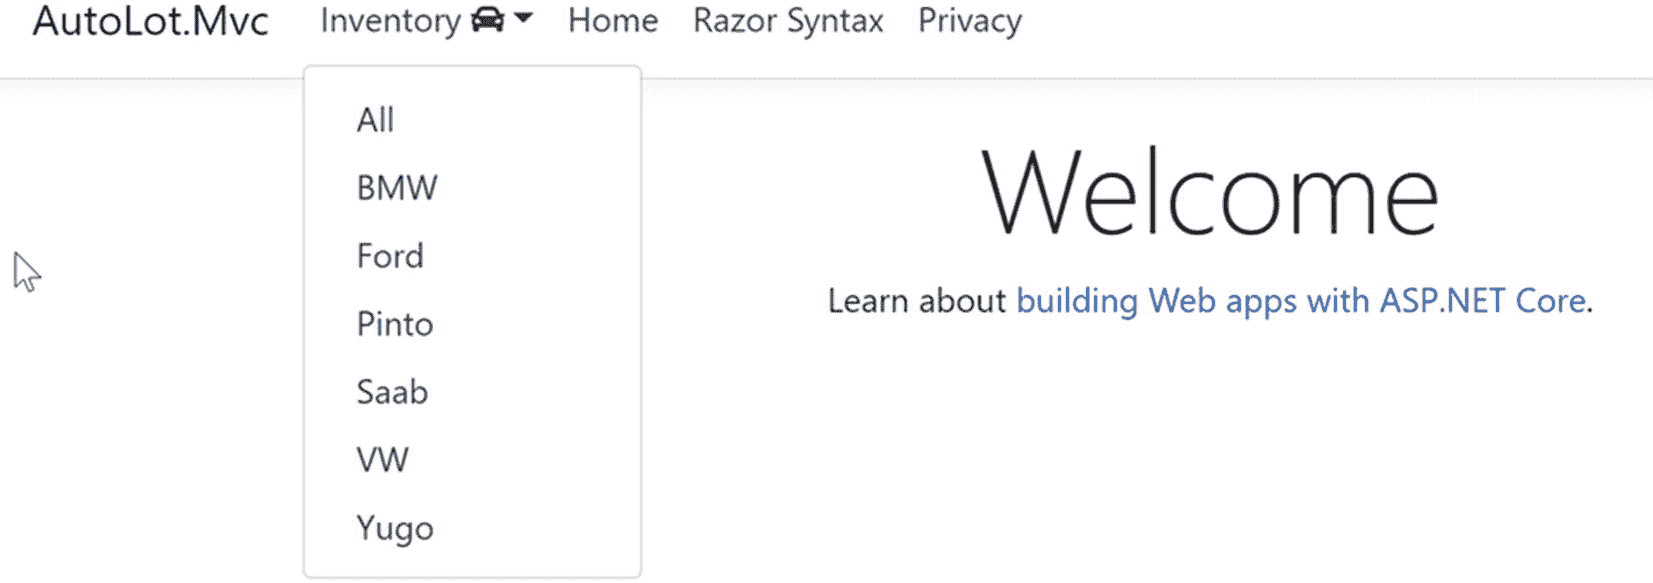 AutoLot.Mvc Inventory Home Razor Syntax Privacy
All
BMW
Ford
Pinto
Saab
VW
Yugo
Welcome
Learn about building Web apps with ASP.NET Core.